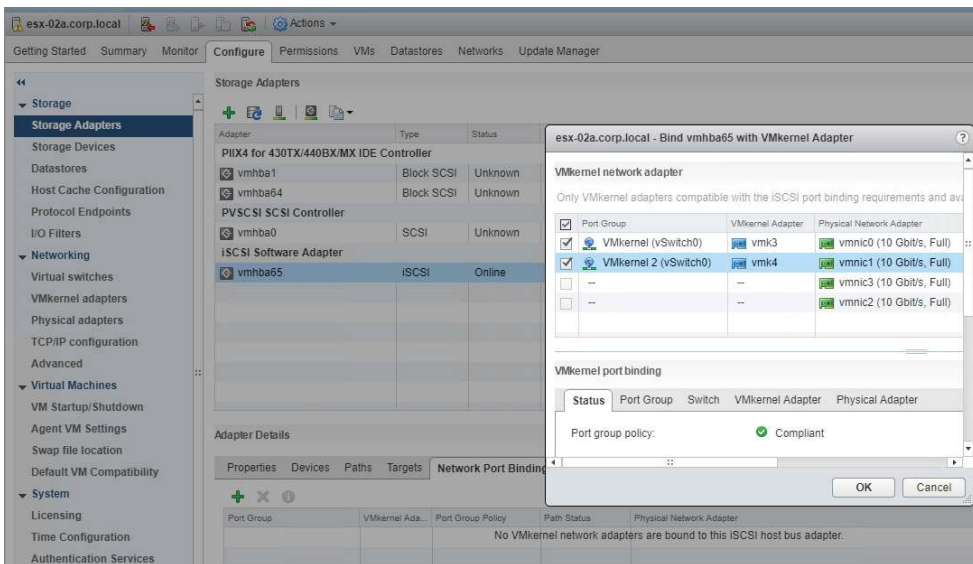 esx-02a.corp.local Actions
Getting Started Summary Monitor Configure Permissions VMs Datastores Networks Update Manager
Storage
Storage Adapters
Storage Devices
Datastores
Host Cache Configuration
Protocol Endpoints
I/O Filters
Networking
Virtual switches
VMkernel adapters
Physical adapters
TCP/IP configuration
Advanced
Virtual Machines
VM Startup/Shutdown
Agent VM Settings
Swap file location
Default VM Compatibility
System
Licensing
Time Configuration
Authentication Services
Storage Adapters
Adapter Type Status
PIIX4 for 430TX/440BX/MX IDE Controller
vmhba1 Block SCSI Unknown
vmhba64 Block SCSI Unknown
PVSCSI SCSI Controller
vmhba0 SCSI Unknown
iSCSI Software Adapter
vmhba65 iSCSI Online
Adapter Details
Properties Devices Paths Targets Network Port Binding
Port Group VMkernel Ada... Port Group Policy Path Status Physical Network Adapter
No VMkernel network adapters are bound to this iSCSI host bus adapter.
esx-02a.corp.local - Bind vmhba65 with VMkernel Adapter ?
VMkernel network adapter
Only VMkernel adapters compatible with the iSCSI port binding requirements and ava
Port Group VMkernel Adapter Physical Network Adapter
VMkernel (vSwitch0) vmk3 vmnic0 (10 Gbit/s, Full)
VMkernel 2 (vSwitch0) vmk4 vmnic1 (10 Gbit/s, Full)
-- -- vmnic3 (10 Gbit/s, Full)
-- -- vmnic2 (10 Gbit/s, Full)
VMkernel port binding
Status Port Group Switch VMkernel Adapter Physical Adapter
Port group policy: Compliant
OK Cancel